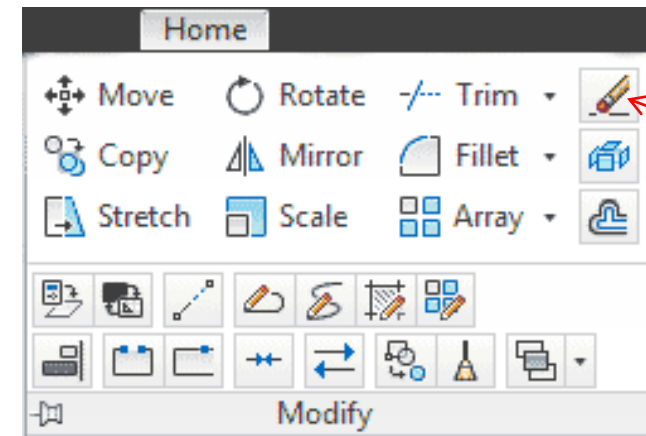 Home
Move Rotate Trim
Copy Mirror Fillet
Stretch Scale Array
Modify